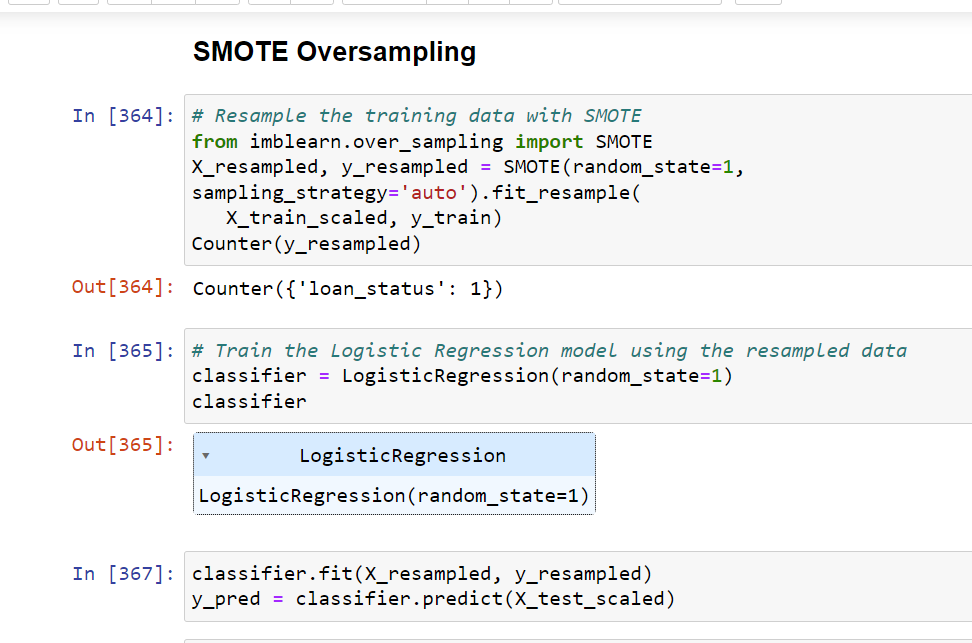 SMOTE Oversampling
In [364]: # Resample the training data with SMOTE
from imblearn.over_sampling import SMOTE
X_resampled, y_resampled = SMOTE(random_state=1,
sampling_strategy='auto').fit_resample(
   X_train_scaled, y_train)
Counter(y_resampled)
Out[364]: Counter({'loan_status': 1})
In [365]: # Train the Logistic Regression model using the resampled data
classifier = LogisticRegression(random_state=1)
classifier
Out[365]:
▾ LogisticRegression
LogisticRegression(random_state=1)
In [367]: classifier.fit(X_resampled, y_resampled)
y_pred = classifier.predict(X_test_scaled)